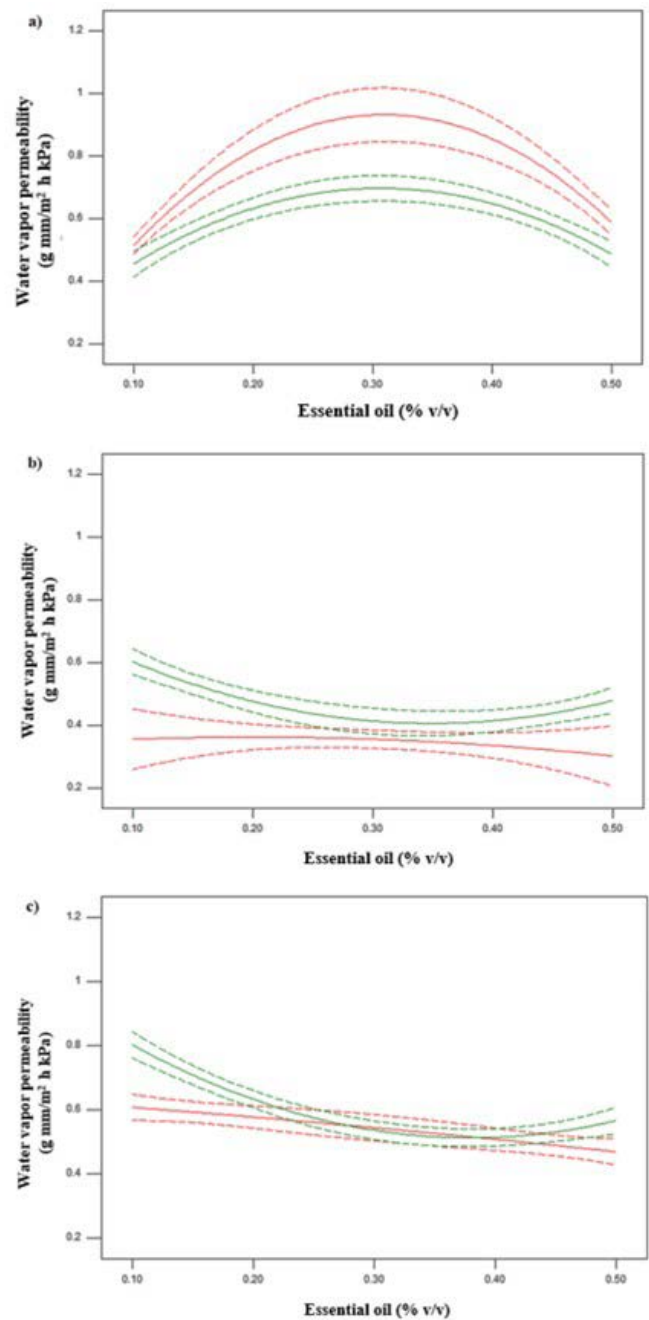 a)
Water vapor permeability
(g mm/m² h kPa)
1.2
1
0.8
0.6
0.4
0.2
0.10 0.20 0.30 0.40 0.50
Essential oil (% v/v)
b)
Water vapor permeability
(g mm/m² h kPa)
1.2
1
0.8
0.6
0.4
0.2
0.10 0.20 0.30 0.40 0.50
Essential oil (% v/v)
c)
Water vapor permeability
(g mm/m² h kPa)
1.2
1
0.8
0.6
0.4
0.2
0.10 0.20 0.30 0.40 0.50
Essential oil (% v/v)